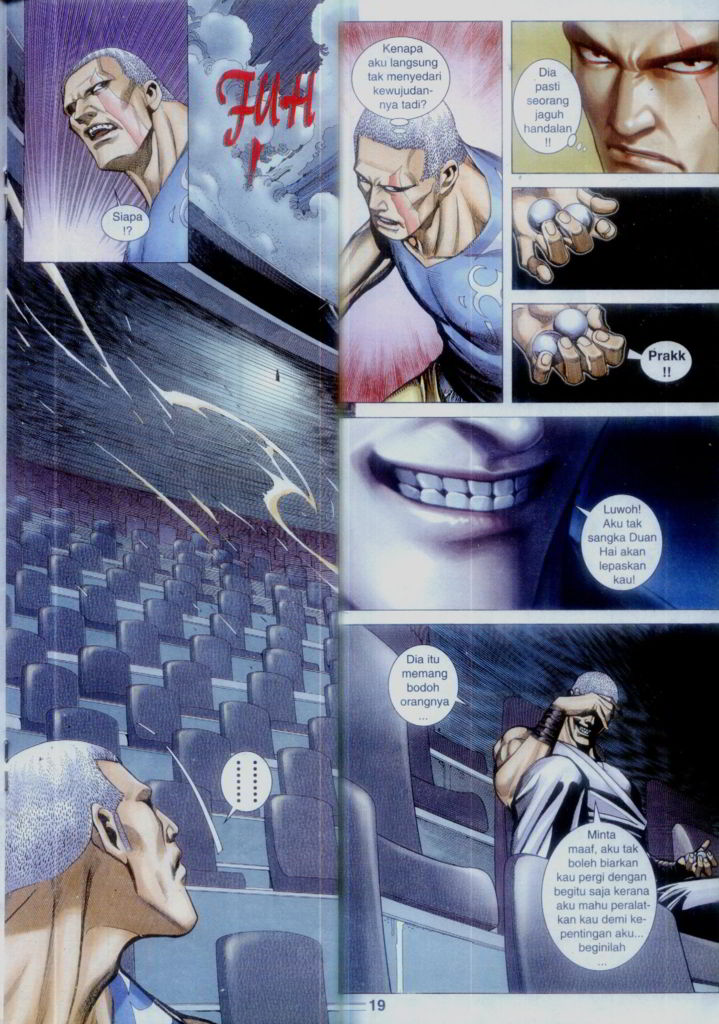 Siapa
!?
FUH
!
Kenapa
aku langsung
tak menyedari
kewujudan-
nya tadi?
Dia
pasti
seorang
jaguh
handalan
!!
Prakk
!!
Luwoh!
Aku tak
sangka Duan
Hai akan
lepaskan
kau!
Dia itu
memang
bodoh
orangnya
...
Minta
maaf, aku tak
boleh biarkan
kau pergi dengan
begitu saja kerana
aku mahu peralat-
kan kau demi ke-
pentingan aku...
beginilah
...
19